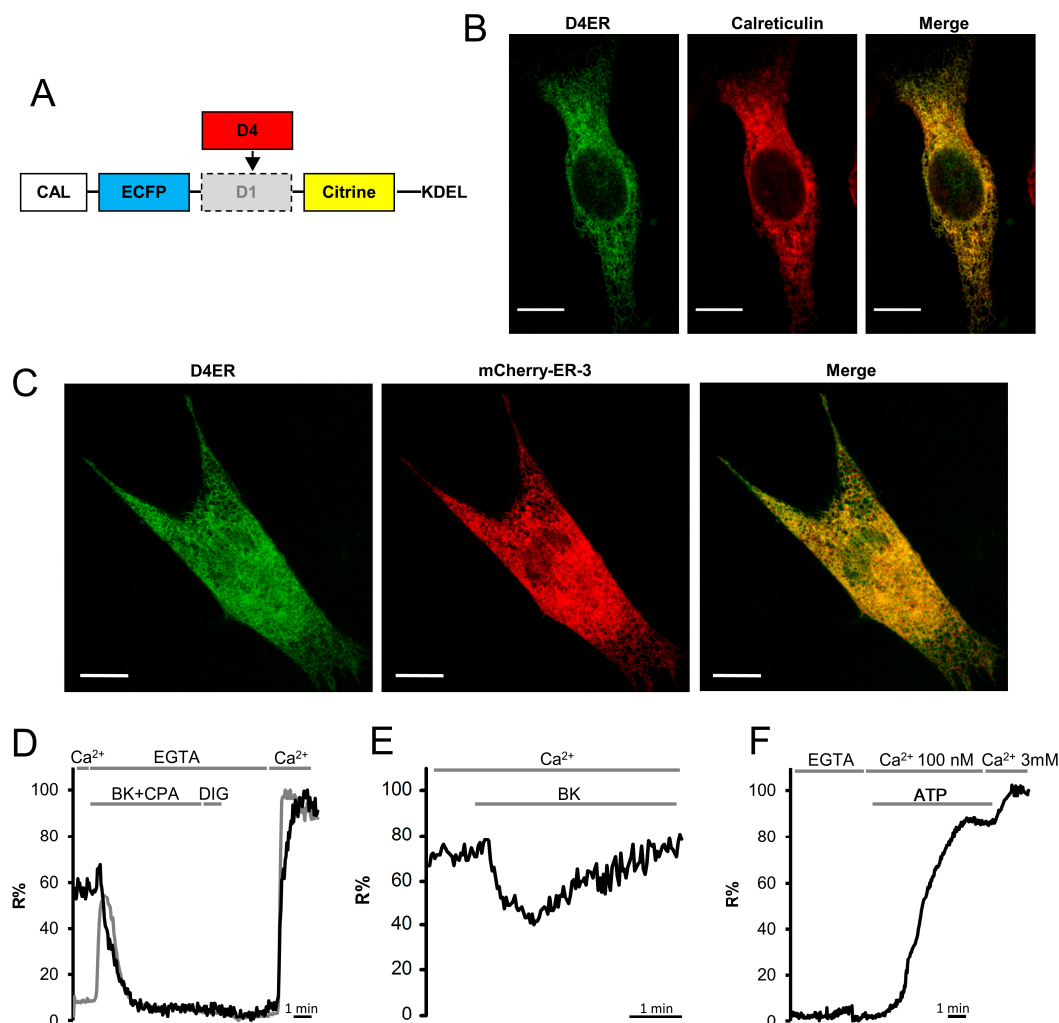 A
D4
CAL
ECFP
D1
Citrine
KDEL
B
D4ER
Calreticulin
Merge
C
D4ER
mCherry-ER-3
Merge
D
Ca²⁺
EGTA
Ca²⁺
BK+CPA
DIG
100
80
60
40
20
0
R%
1 min
E
Ca²⁺
BK
100
80
60
40
20
0
R%
1 min
F
EGTA
Ca²⁺ 100 nM
Ca²⁺ 3mM
ATP
100
80
60
40
20
0
R%
1 min